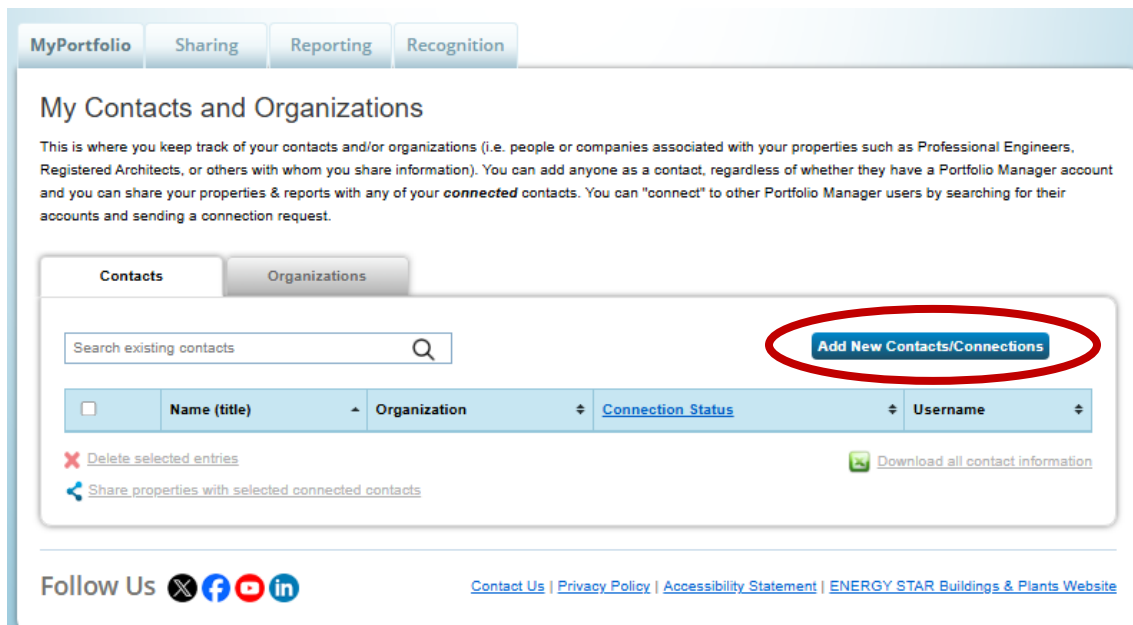 MyPortfolio Sharing Reporting Recognition
My Contacts and Organizations
This is where you keep track of your contacts and/or organizations (i.e. people or companies associated with your properties such as Professional Engineers,
Registered Architects, or others with whom you share information). You can add anyone as a contact, regardless of whether they have a Portfolio Manager account
and you can share your properties & reports with any of your connected contacts. You can "connect" to other Portfolio Manager users by searching for their
accounts and sending a connection request.
Contacts Organizations
Search existing contacts Add New Contacts/Connections
Name (title) Organization Connection Status Username
Delete selected entries Download all contact information
Share properties with selected connected contacts
Follow Us Contact Us | Privacy Policy | Accessibility Statement | ENERGY STAR Buildings & Plants Website